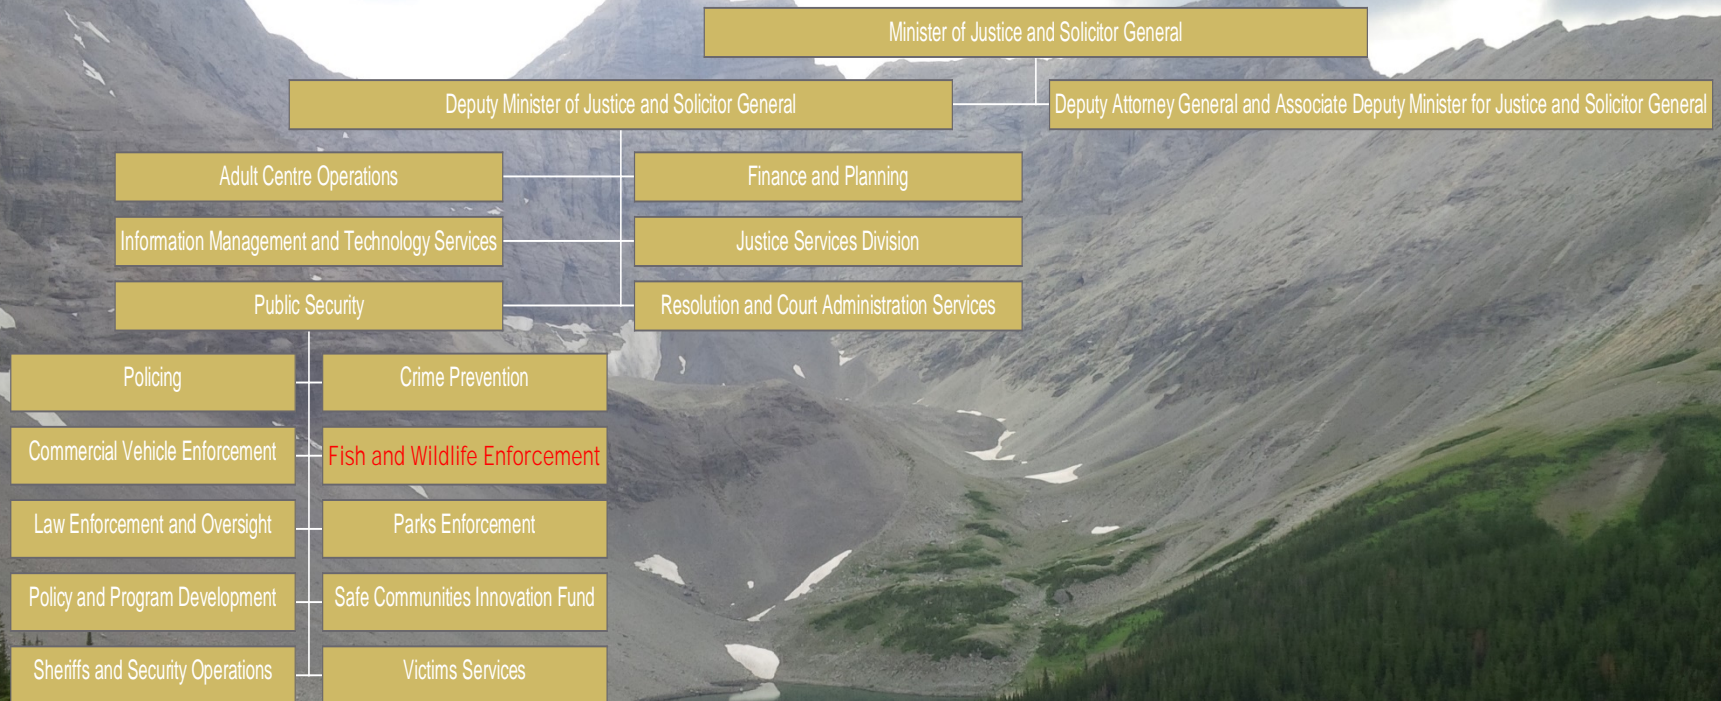 Minister of Justice and Solicitor General
Deputy Minister of Justice and Solicitor General
Deputy Attorney General and Associate Deputy Minister for Justice and Solicitor General
Adult Centre Operations
Finance and Planning
Information Management and Technology Services
Justice Services Division
Public Security
Resolution and Court Administration Services
Policing
Crime Prevention
Commercial Vehicle Enforcement
Fish and Wildlife Enforcement
Law Enforcement and Oversight
Parks Enforcement
Policy and Program Development
Safe Communities Innovation Fund
Sheriffs and Security Operations
Victims Services